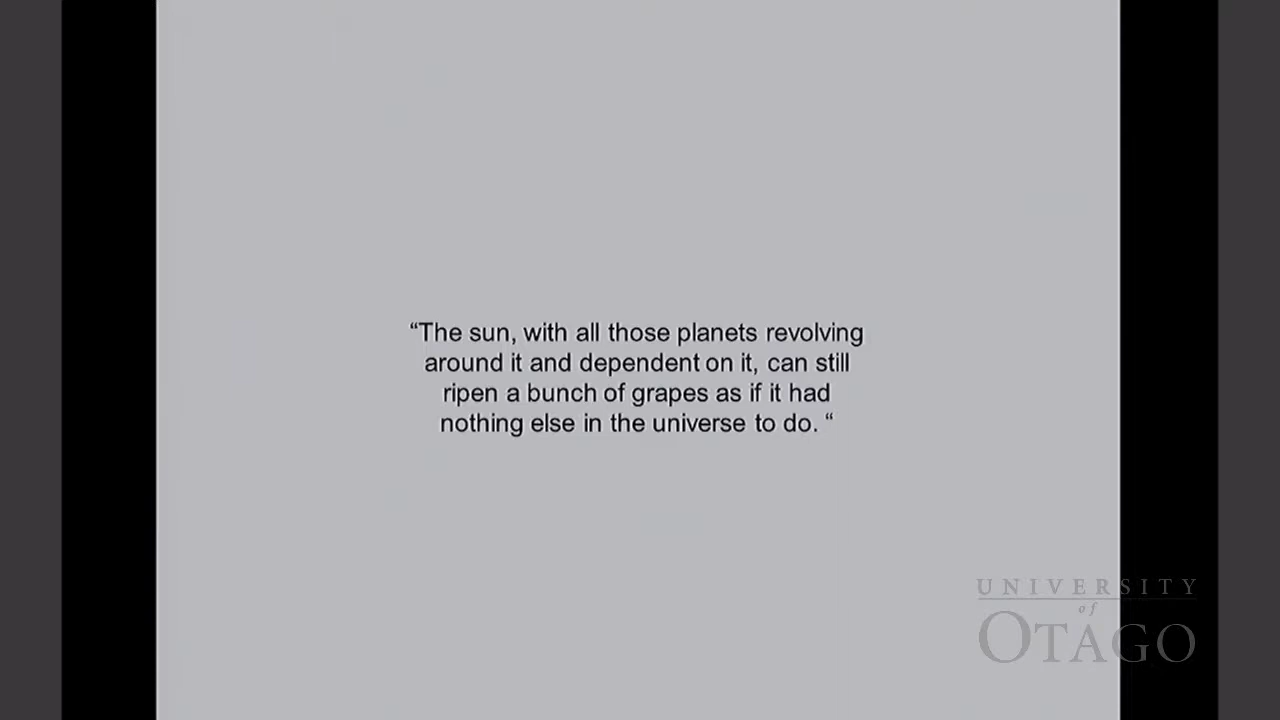 “The sun, with all those planets revolving
around it and dependent on it, can still
ripen a bunch of grapes as if it had
nothing else in the universe to do. “
UNIVERSITY
of
OTAGO